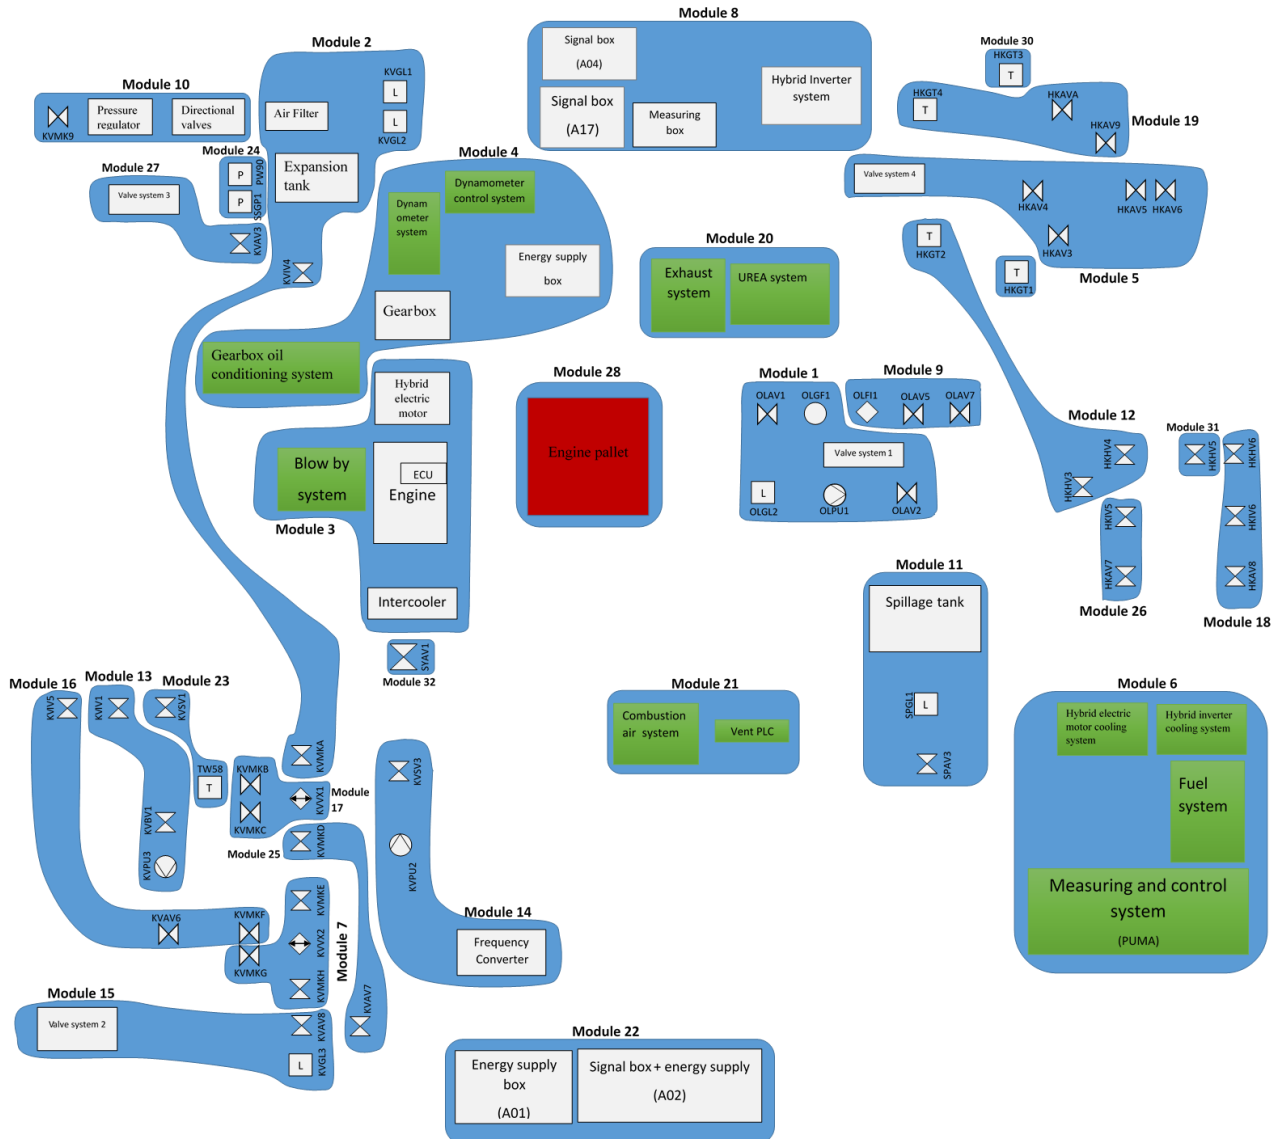 Module 8
Signal box
(A04)
Signal box
(A17)
Measuring
box
Hybrid Inverter
system
Module 30
HKGT3
T
HKGT4
T
HKAVA
HKAV9
Module 19
Module 2
KVGL1
L
L
KVGL2
Air Filter
Expansion
tank
KVIV4
KVMKA
Module 10
KVMK9
Pressure
regulator
Directional
valves
Module 24
P
PW90
P
SSGP1
Module 27
Valve system 3
KVAV3
Module 4
Dynamometer
control system
Dynam
ometer
system
Energy supply
box
Gearbox
Gearbox oil
conditioning system
Valve system 4
HKAV4
HKAV5
HKAV6
HKAV3
Module 5
T
HKGT2
T
HKGT1
Module 20
Exhaust
system
UREA system
Hybrid
electric
motor
Blow by
system
ECU
Engine
Module 3
Intercooler
SYAV1
Module 32
Module 28
Engine pallet
Module 1
OLAV1
OLGF1
Valve system 1
L
OLGL2
OLPU1
OLAV2
Module 9
OLFI1
OLAV5
OLAV7
Module 12
HKHV4
HKHV3
Module 31
HKHV5
HKHV6
HKIV6
HKAV8
Module 18
HKIV5
HKAV7
Module 26
Module 11
Spillage tank
SPGL1
L
SPAV3
Module 16
KVIV5
Module 13
KVIV1
KVBV1
KVPU3
Module 23
KVSV1
TW58
T
KVMKB
KVMKC
KVVX1
Module
17
Module 25
KVMKD
KVAV7
KVSV3
KVPU2
Module 14
Frequency
Converter
Module 21
Combustion
air system
Vent PLC
Module 6
Hybrid electric
motor cooling
system
Hybrid inverter
cooling system
Fuel
system
Measuring and control
system
(PUMA)
KVAV6
KVMKF
KVMKG
KVMKE
KVVX2
KVMKH
Module 7
Module 15
Valve system 2
KVAV8
L
KVGL3
Module 22
Energy supply
box
(A01)
Signal box + energy supply
(A02)